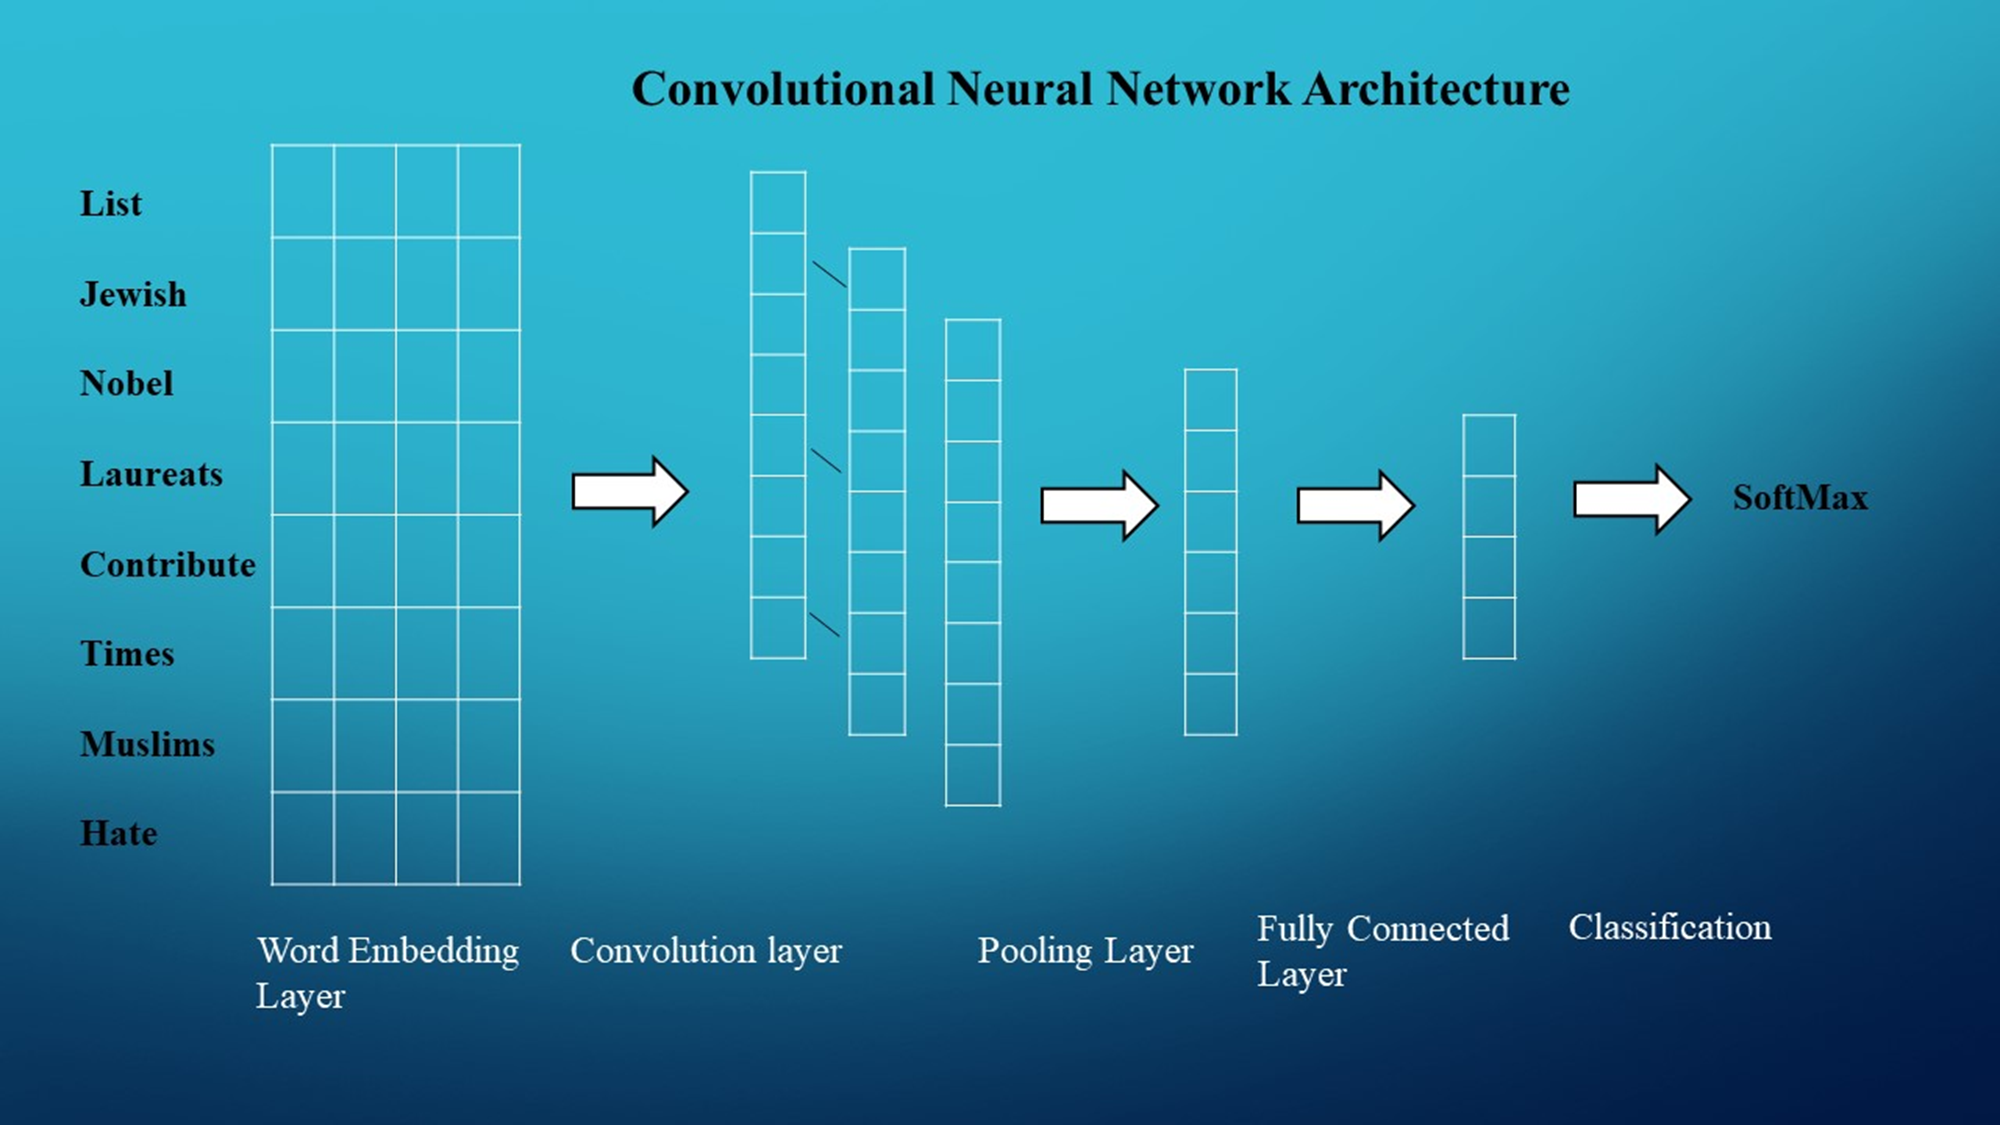 Convolutional Neural Network Architecture
List
Jewish
Nobel
Laureats
Contribute
Times
Muslims
Hate
SoftMax
Word Embedding
Layer
Convolution layer
Pooling Layer
Fully Connected
Layer
Classification